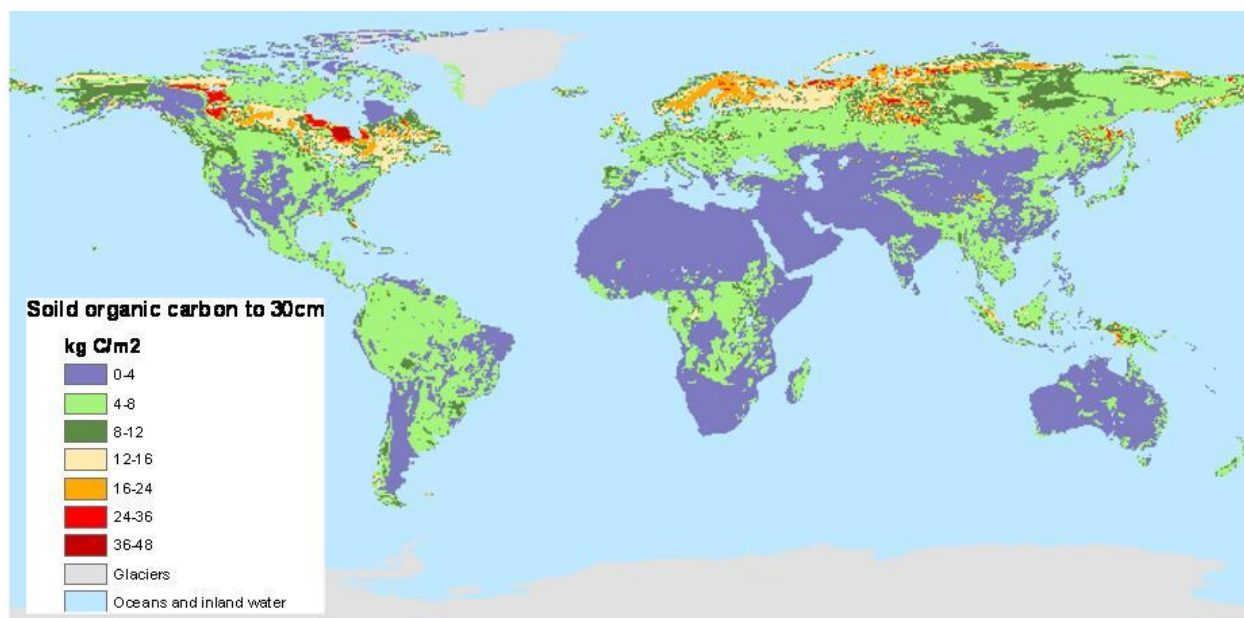 Soild organic carbon to 30cm
kg C/m2
0-4
4-8
8-12
12-16
16-24
24-36
36-48
Glaciers
Oceans and inland water